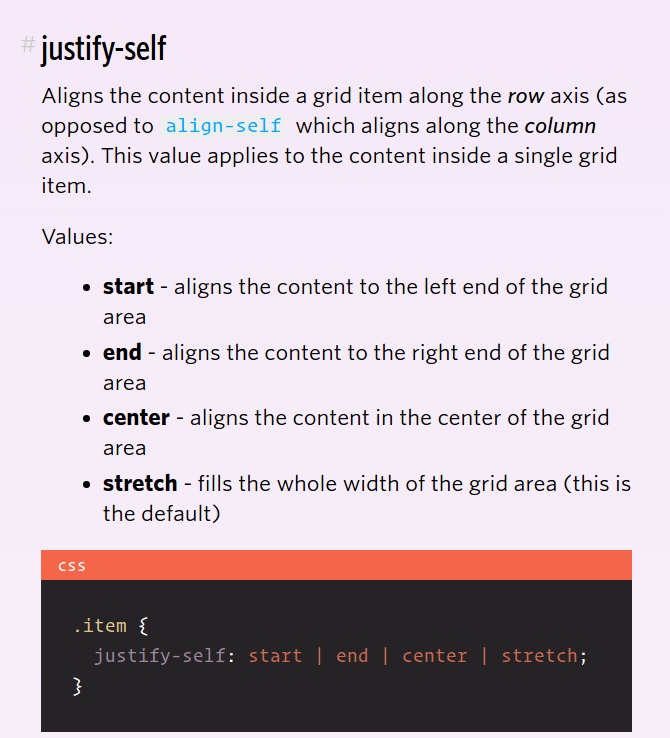 # justify-self
Aligns the content inside a grid item along the row axis (as
opposed to align-self which aligns along the column
axis). This value applies to the content inside a single grid
item.
Values:
• start - aligns the content to the left end of the grid
area
• end - aligns the content to the right end of the grid
area
• center - aligns the content in the center of the grid
area
• stretch - fills the whole width of the grid area (this is
the default)
css
.item {
  justify-self: start | end | center | stretch;
}